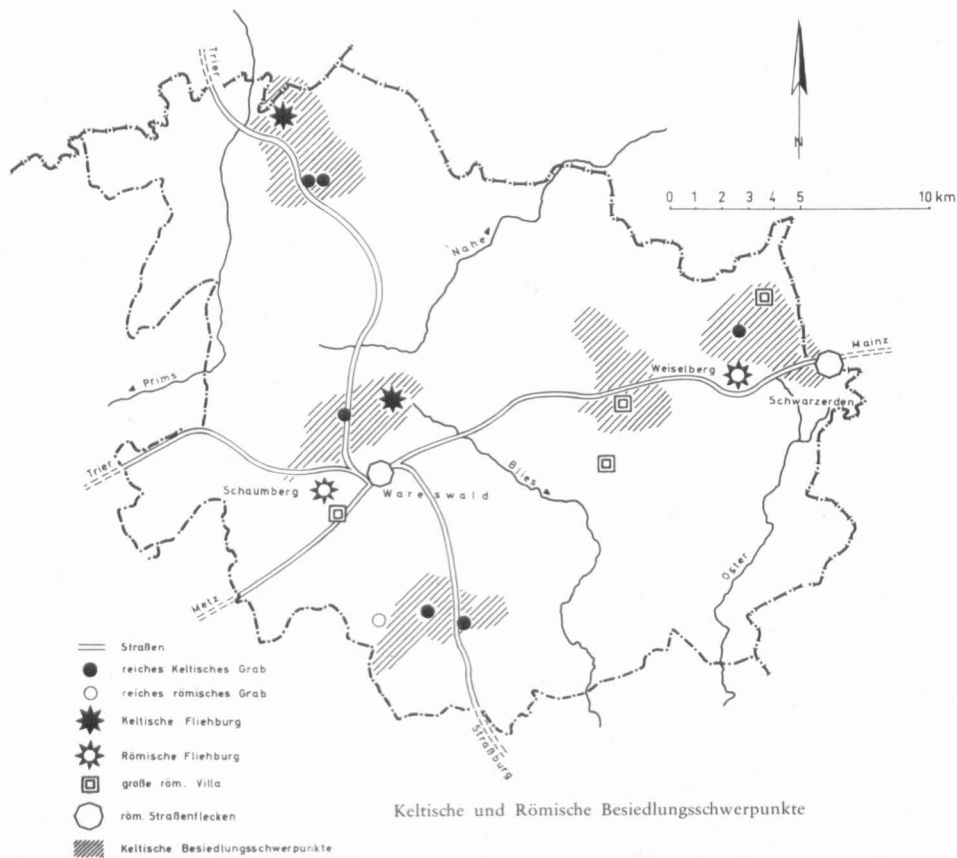 Trier
N
0 1 2 3 4 5 10 km
Nahe
Mainz
Weiselberg
Schwarzerden
Prims
Trier
Blies
Schaumberg
Wareswald
Oster
Metz
Straßen
reiches Keltisches Grab
reiches römisches Grab
Keltische Fliehburg
Straßburg
Römische Fliehburg
große röm. Villa
röm. Straßenflecken
Keltische und Römische Besiedlungsschwerpunkte
Keltische Besiedlungsschwerpunkte